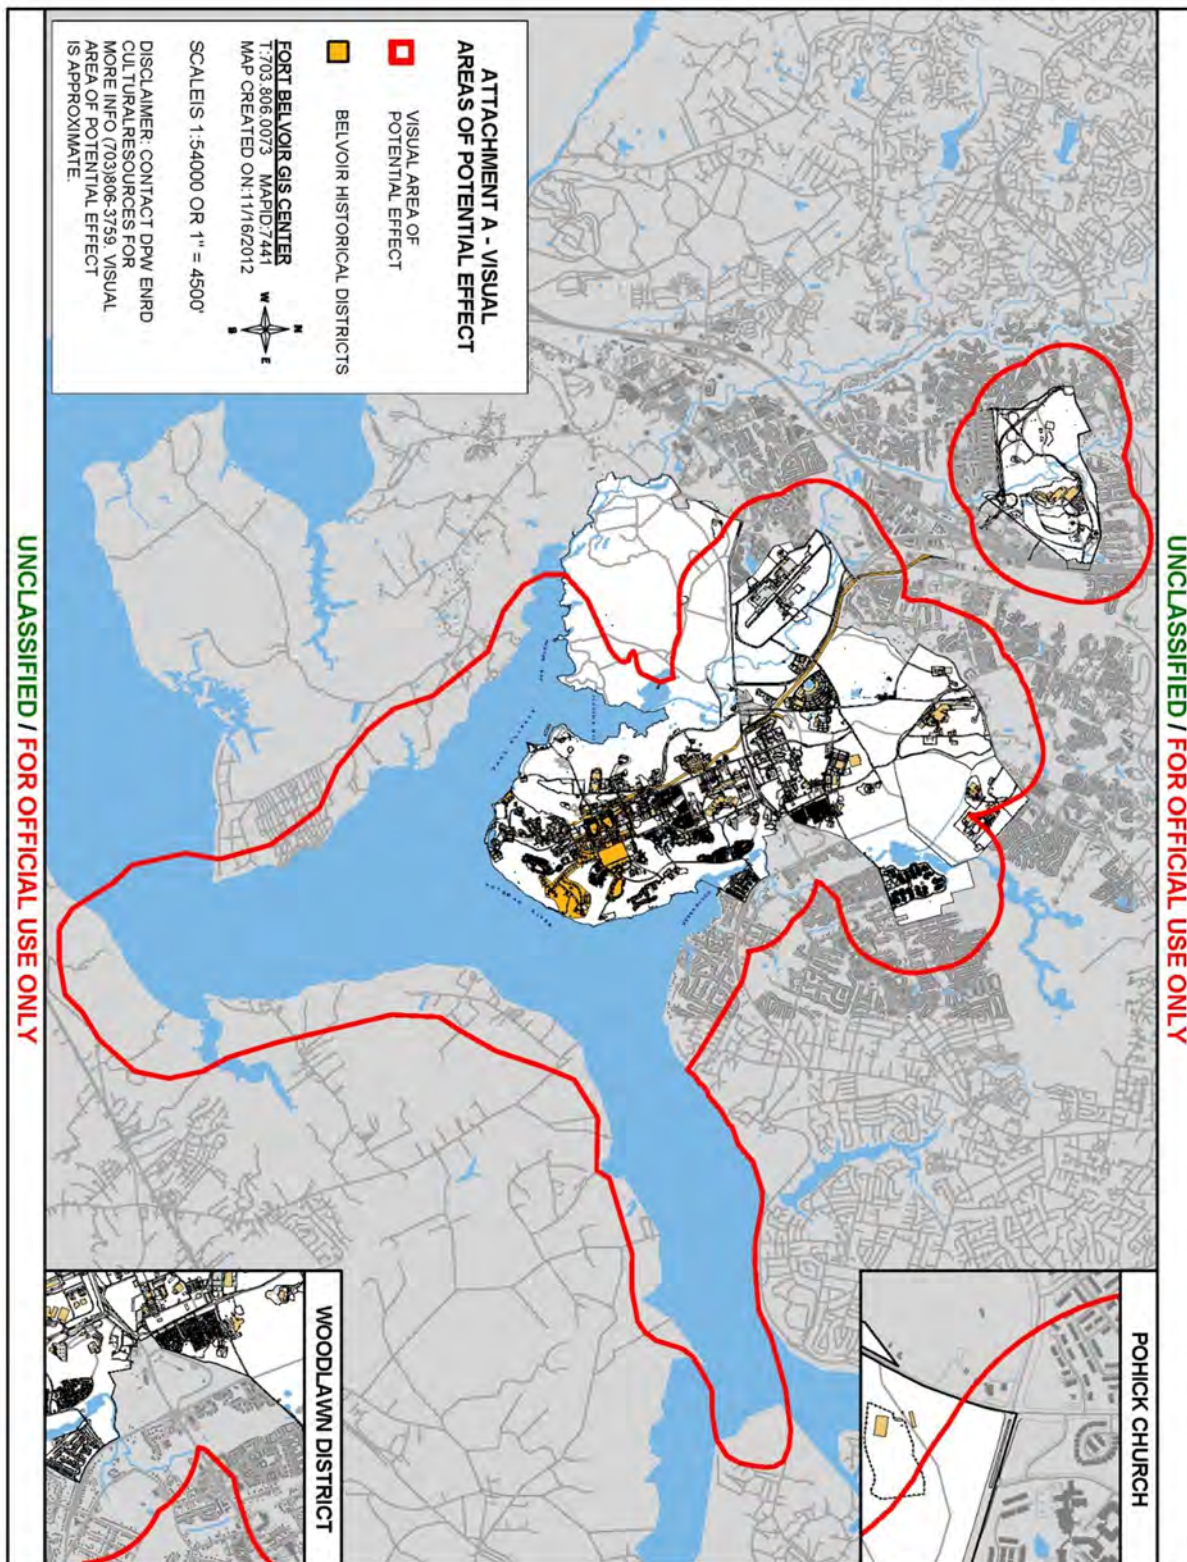 UNCLASSIFIED / FOR OFFICIAL USE ONLY
ATTACHMENT A - VISUAL
AREAS OF POTENTIAL EFFECT
VISUAL AREA OF
POTENTIAL EFFECT
BELVOIR HISTORICAL DISTRICTS
FORT BELVOIR GIS CENTER
T:703.806.0073 MAPID:7441
MAP CREATED ON:11/16/2012
N
W
E
S
SCALEIS 1:54000 OR 1" = 4500'
DISCLAIMER: CONTACT DPW ENRD
CULTURALRESOURCES FOR
MORE INFO (703)806-3759. VISUAL
AREA OF POTENTIAL EFFECT
IS APPROXIMATE.
POTOMAC RIVER
POHICK CHURCH
WOODLAWN DISTRICT
UNCLASSIFIED / FOR OFFICIAL USE ONLY